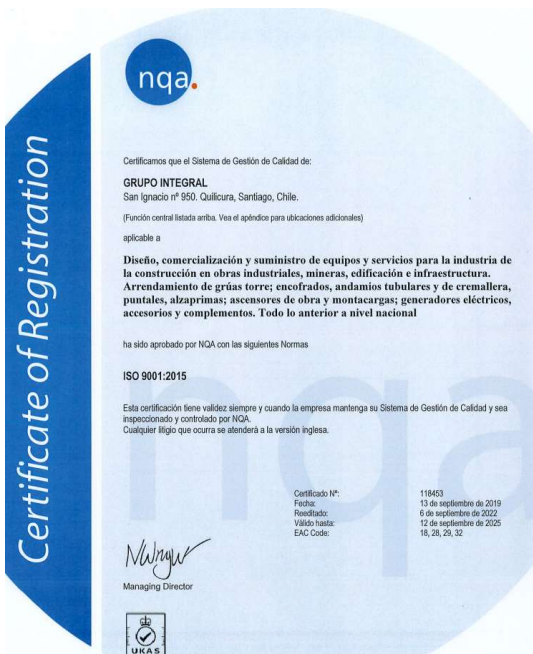 nqa.
Certificate of Registration
Certificamos que el Sistema de Gestión de Calidad de:
GRUPO INTEGRAL
San Ignacio nº 950. Quilicura, Santiago, Chile.
(Función central listada arriba. Vea el apéndice para ubicaciones adicionales)
aplicable a
Diseño, comercialización y suministro de equipos y servicios para la industria de
la construcción en obras industriales, mineras, edificación e infraestructura.
Arrendamiento de grúas torre; encofrados, andamios tubulares y de cremallera,
puntales, alzaprimas; ascensores de obra y montacargas; generadores eléctricos,
accesorios y complementos. Todo lo anterior a nivel nacional
ha sido aprobado por NQA con las siguientes Normas
ISO 9001:2015
Esta certificación tiene validez siempre y cuando la empresa mantenga su Sistema de Gestión de Calidad y sea
inspeccionado y controlado por NQA.
Cualquier litigio que ocurra se atenderá a la versión inglesa.
nqa
Certificado Nº: 118453
Fecha: 13 de septiembre de 2019
Reeditado: 6 de septiembre de 2022
Válido hasta: 12 de septiembre de 2025
EAC Code: 18, 28, 29, 32
Managing Director
UKAS